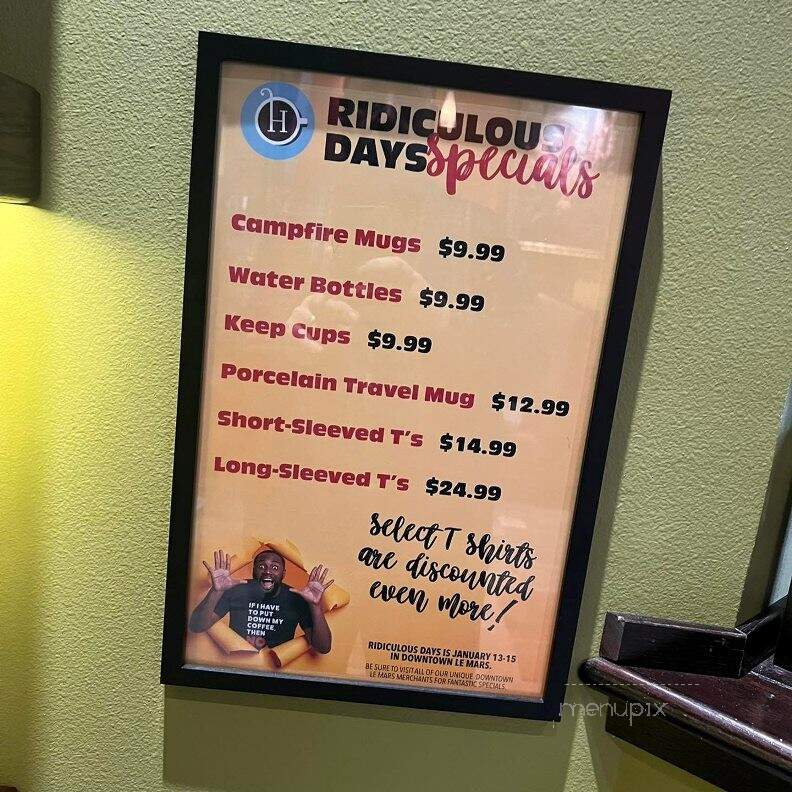 H
RIDICULOUS
DAYS specials
Campfire Mugs $9.99
Water Bottles $9.99
Keep Cups $9.99
Porcelain Travel Mug $12.99
Short-Sleeved T's $14.99
Long-Sleeved T's $24.99
select T shirts
are discounted
even more!
IF I HAVE
TO PUT
DOWN MY
COFFEE,
THEN
NO
RIDICULOUS DAYS IS JANUARY 13-15
IN DOWNTOWN LE MARS.
BE SURE TO VISIT ALL OF OUR UNIQUE DOWNTOWN
LE MARS MERCHANTS FOR FANTASTIC SPECIALS.
menupix